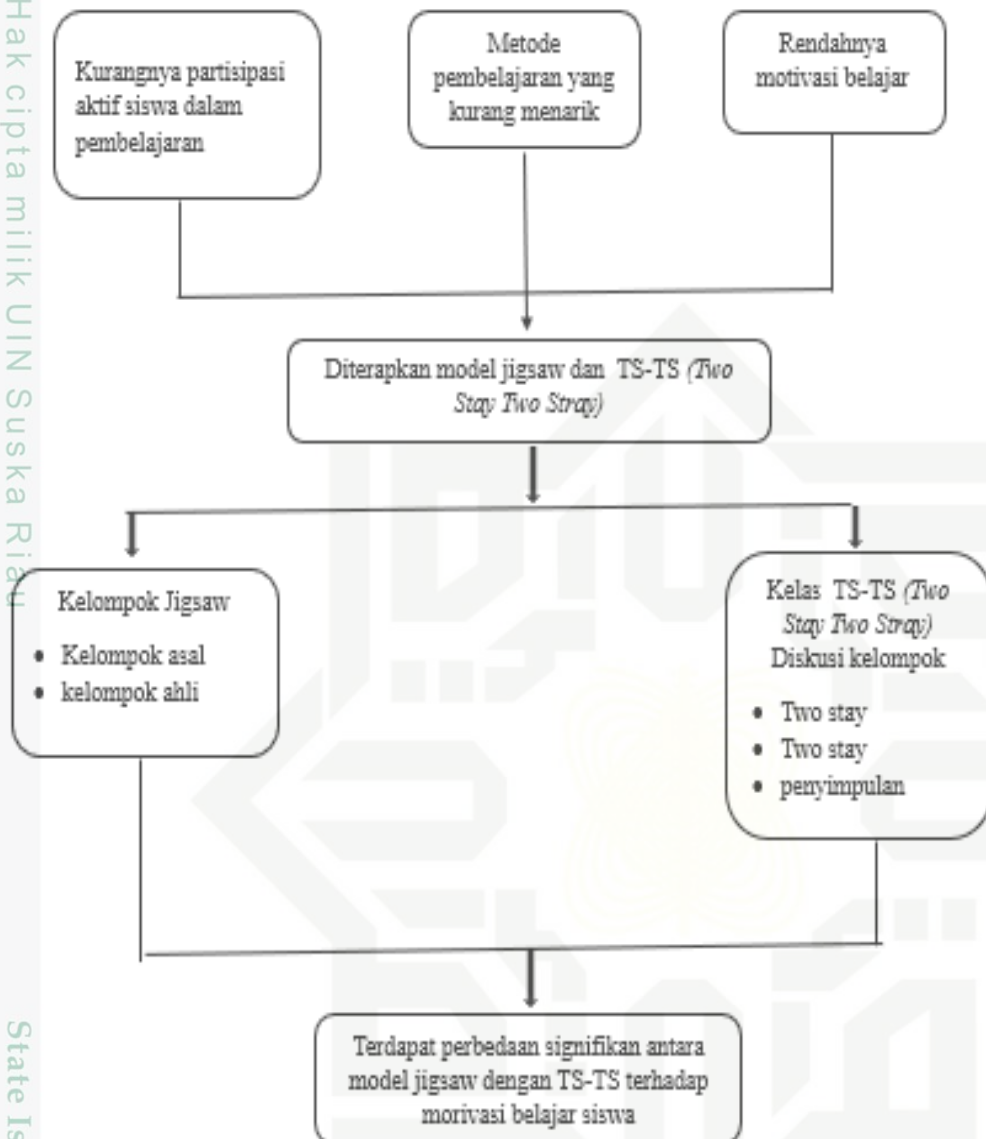 Hak cipta milik UIN Suska Riau
State Is
Kurangnya partisipasi
aktif siswa dalam
pembelajaran
Metode
pembelajaran yang
kurang menarik
Rendahnya
motivasi belajar
Diterapkan model jigsaw dan TS-TS (Two
Stay Two Stray)
Kelompok Jigsaw
• Kelompok asal
• kelompok ahli
Kelas TS-TS (Two
Stay Two Stray)
Diskusi kelompok
• Two stay
• Two stay
• penyimpulan
Terdapat perbedaan signifikan antara
model jigsaw dengan TS-TS terhadap
morivasi belajar siswa